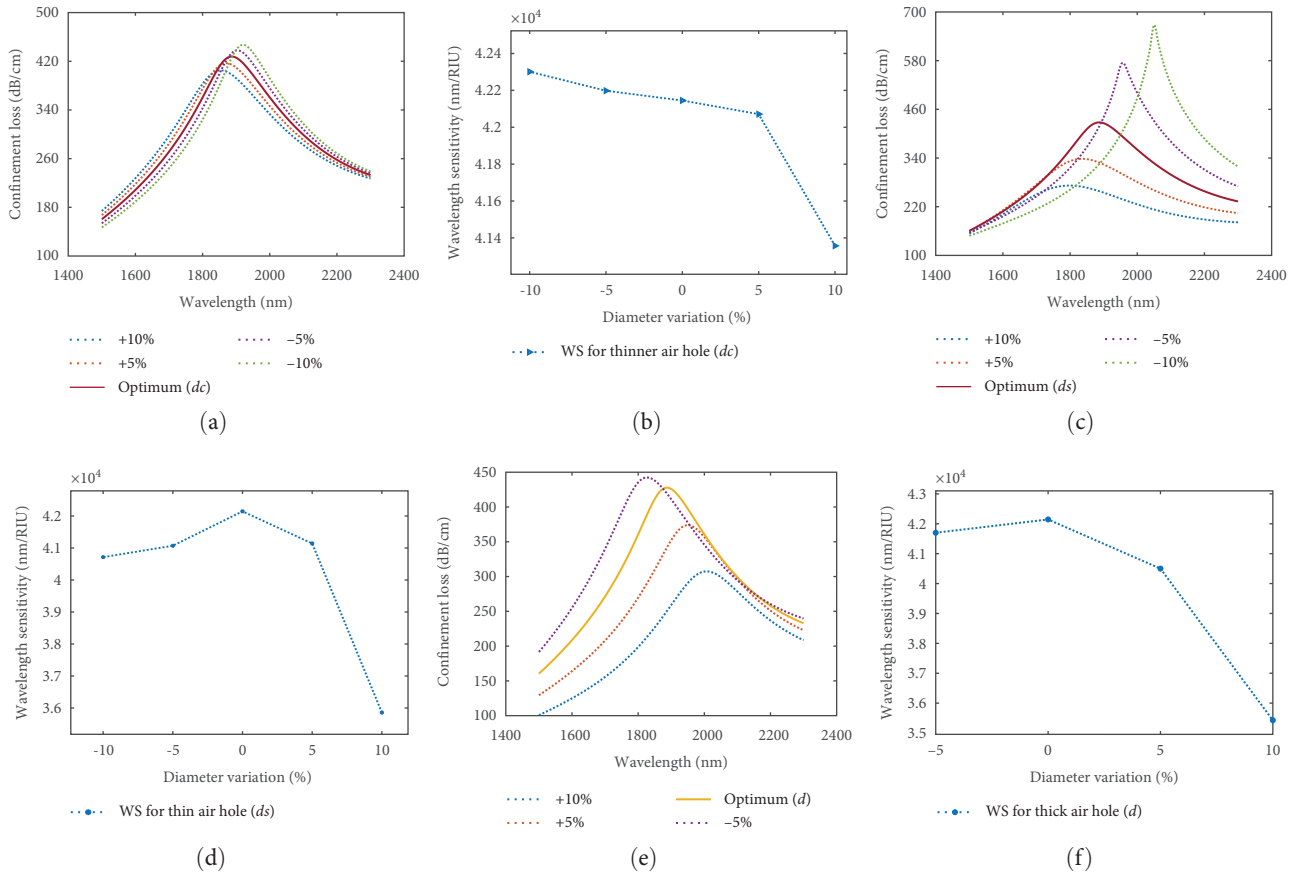 500
420
340
260
180
100
Confinement loss (dB/cm)
1400 1600 1800 2000 2200 2400
Wavelength (nm)
+10%
+5%
Optimum (dc)
–5%
–10%
(a)
×10⁴
4.24
4.22
4.2
4.18
4.16
4.14
Wavelength sensitivity (nm/RIU)
-10 -5 0 5 10
Diameter variation (%)
WS for thinner air hole (dc)
(b)
700
580
460
340
220
100
Confinement loss (dB/cm)
1400 1600 1800 2000 2200 2400
Wavelength (nm)
+10%
+5%
Optimum (ds)
–5%
–10%
(c)
×10⁴
4.2
4.1
4
3.9
3.8
3.7
3.6
Wavelength sensitivity (nm/RIU)
-10 -5 0 5 10
Diameter variation (%)
WS for thin air hole (ds)
(d)
450
400
350
300
250
200
150
100
Confinement loss (dB/cm)
1400 1600 1800 2000 2200 2400
Wavelength (nm)
+10%
+5%
Optimum (d)
–5%
(e)
×10⁴
4.3
4.2
4.1
4
3.9
3.8
3.7
3.6
3.5
Wavelength sensitivity (nm/RIU)
–5 0 5 10
Diameter variation (%)
WS for thick air hole (d)
(f)